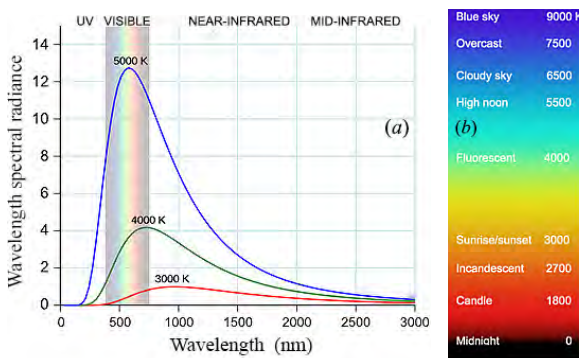 UV VISIBLE NEAR-INFRARED MID-INFRARED
14
12
10
8
6
4
2
0
Wavelength spectral radiance
5000 K
4000 K
3000 K
(a)
0 500 1000 1500 2000 2500 3000
Wavelength (nm)
Blue sky 9000 K
Overcast 7500
Cloudy sky 6500
High noon 5500
(b)
Fluorescent 4000
Sunrise/sunset 3000
Incandescent 2700
Candle 1800
Midnight 0